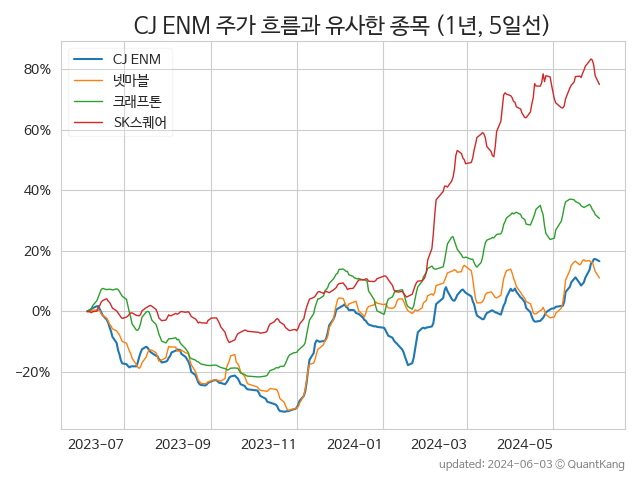 CJ ENM 주가 흐름과 유사한 종목 (1년, 5일선)
CJ ENM
넷마블
크래프톤
SK스퀘어
80%
60%
40%
20%
0%
−20%
2023-07
2023-09
2023-11
2024-01
2024-03
2024-05
updated: 2024-06-03 © QuantKang